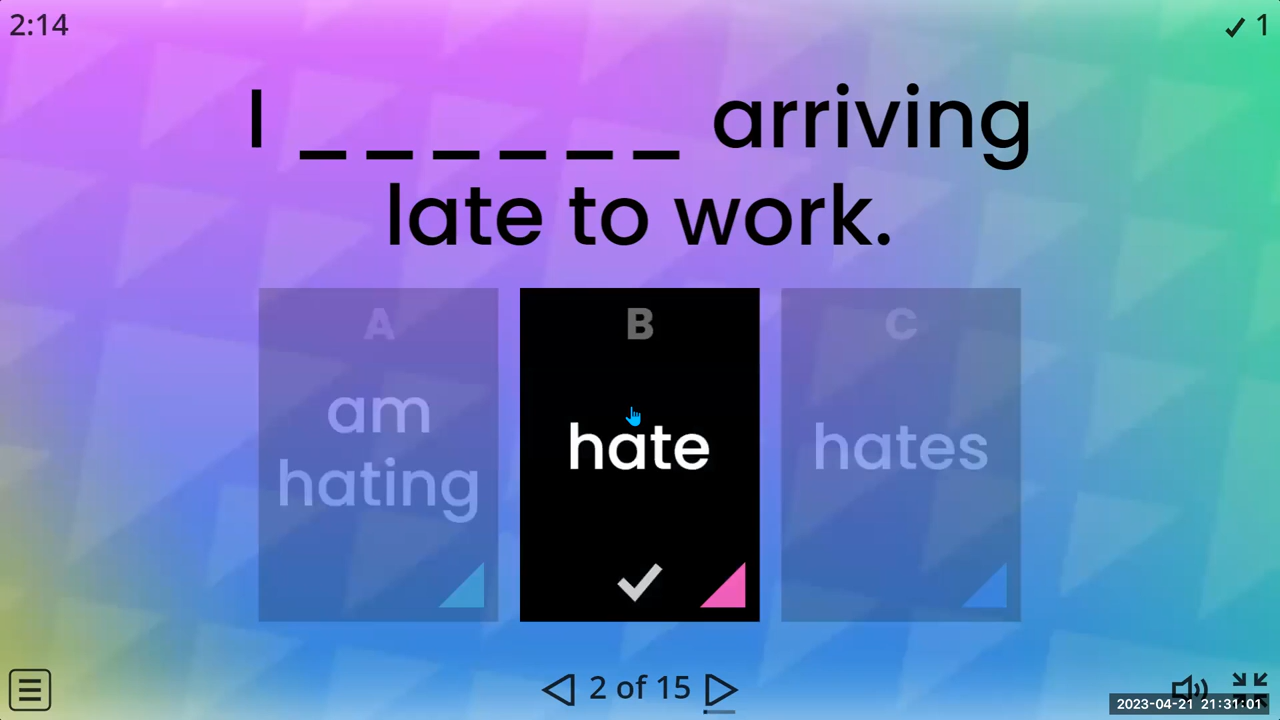 2:14
✓ 1
I _ _ _ _ _ _ arriving
late to work.
A
am
hating
B
hate
C
hates
2 of 15
2023-04-21 21:31:01